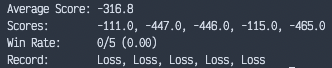 Average Score: -316.8
Scores: -111.0, -447.0, -446.0, -115.0, -465.0
Win Rate: 0/5 (0.00)
Record: Loss, Loss, Loss, Loss, Loss